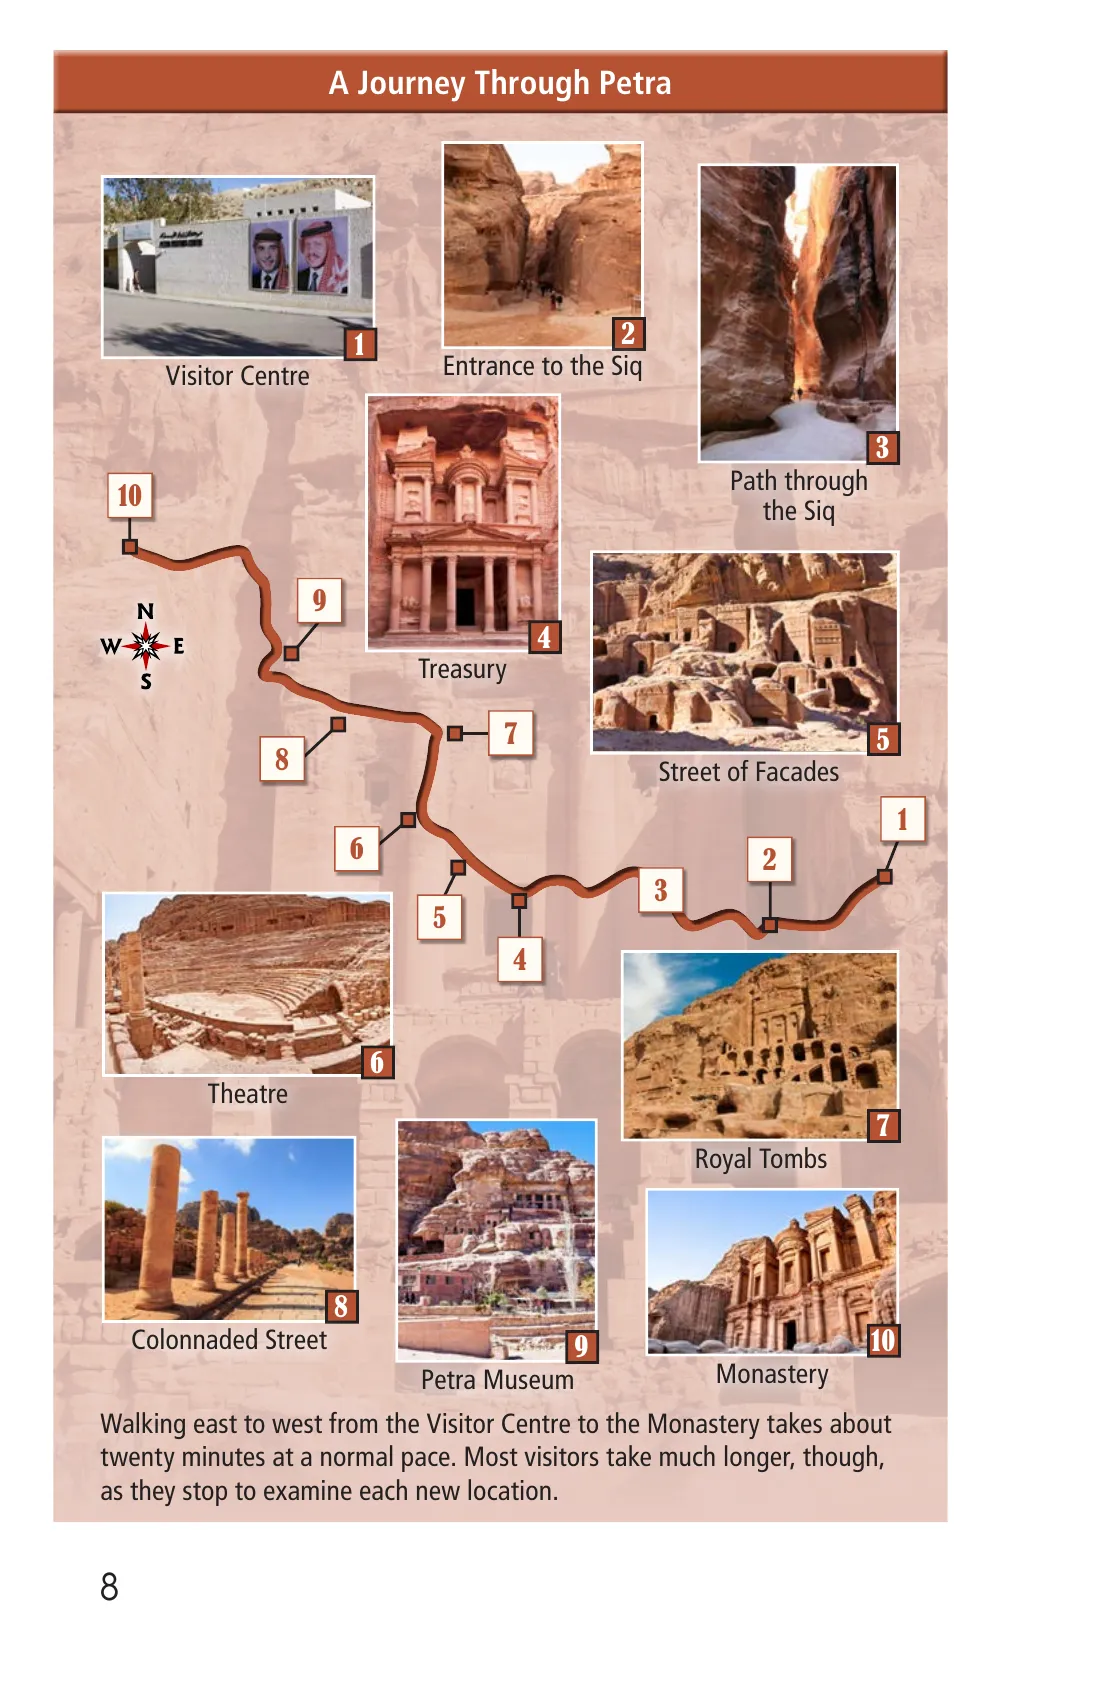 A Journey Through Petra
1
Visitor Centre
2
Entrance to the Siq
3
Path through
the Siq
4
Treasury
5
Street of Facades
10
9
N
W E
S
8
7
6
5
4
3
2
1
6
Theatre
7
Royal Tombs
8
Colonnaded Street
9
Petra Museum
10
Monastery
Walking east to west from the Visitor Centre to the Monastery takes about
twenty minutes at a normal pace. Most visitors take much longer, though,
as they stop to examine each new location.
8